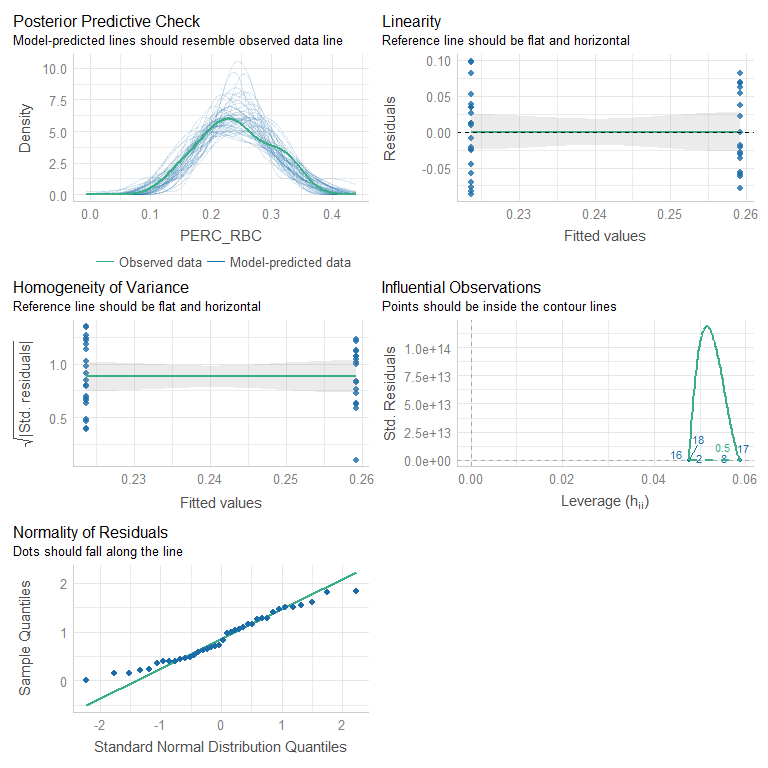 Posterior Predictive Check
Model-predicted lines should resemble observed data line
10.0
7.5
5.0
2.5
0.0
Density
0.0 0.1 0.2 0.3 0.4
PERC_RBC
Observed data Model-predicted data
Linearity
Reference line should be flat and horizontal
0.10
0.05
0.00
-0.05
Residuals
0.23 0.24 0.25 0.26
Fitted values
Homogeneity of Variance
Reference line should be flat and horizontal
1.0
0.5
√|Std. residuals|
0.23 0.24 0.25 0.26
Fitted values
Influential Observations
Points should be inside the contour lines
1.0e+14
7.5e+13
5.0e+13
2.5e+13
0.0e+00
Std. Residuals
18
0.5 17
16 2 8
0.00 0.02 0.04 0.06
Leverage (hii)
Normality of Residuals
Dots should fall along the line
2
1
0
Sample Quantiles
-2 -1 0 1 2
Standard Normal Distribution Quantiles